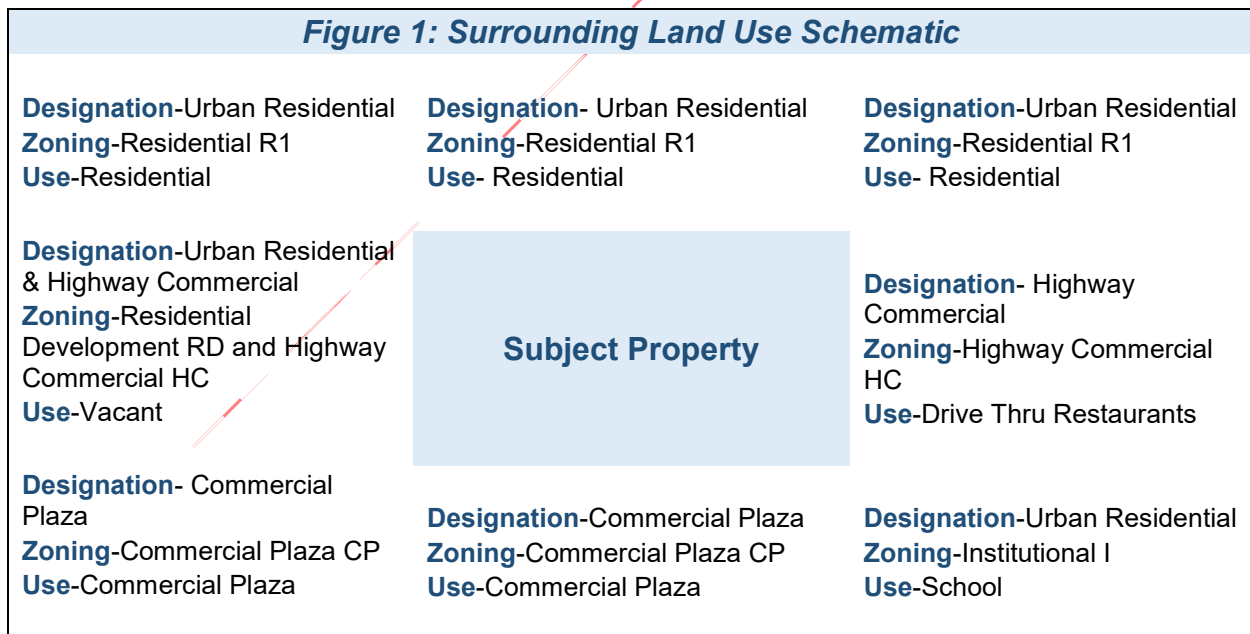 Figure 1: Surrounding Land Use Schematic
Designation-Urban Residential
Zoning-Residential R1
Use-Residential
Designation- Urban Residential
Zoning-Residential R1
Use- Residential
Designation-Urban Residential
Zoning-Residential R1
Use- Residential
Designation-Urban Residential
& Highway Commercial
Zoning-Residential
Development RD and Highway
Commercial HC
Use-Vacant
Subject Property
Designation- Highway
Commercial
Zoning-Highway Commercial
HC
Use-Drive Thru Restaurants
Designation- Commercial
Plaza
Zoning-Commercial Plaza CP
Use-Commercial Plaza
Designation-Commercial Plaza
Zoning-Commercial Plaza CP
Use-Commercial Plaza
Designation-Urban Residential
Zoning-Institutional I
Use-School